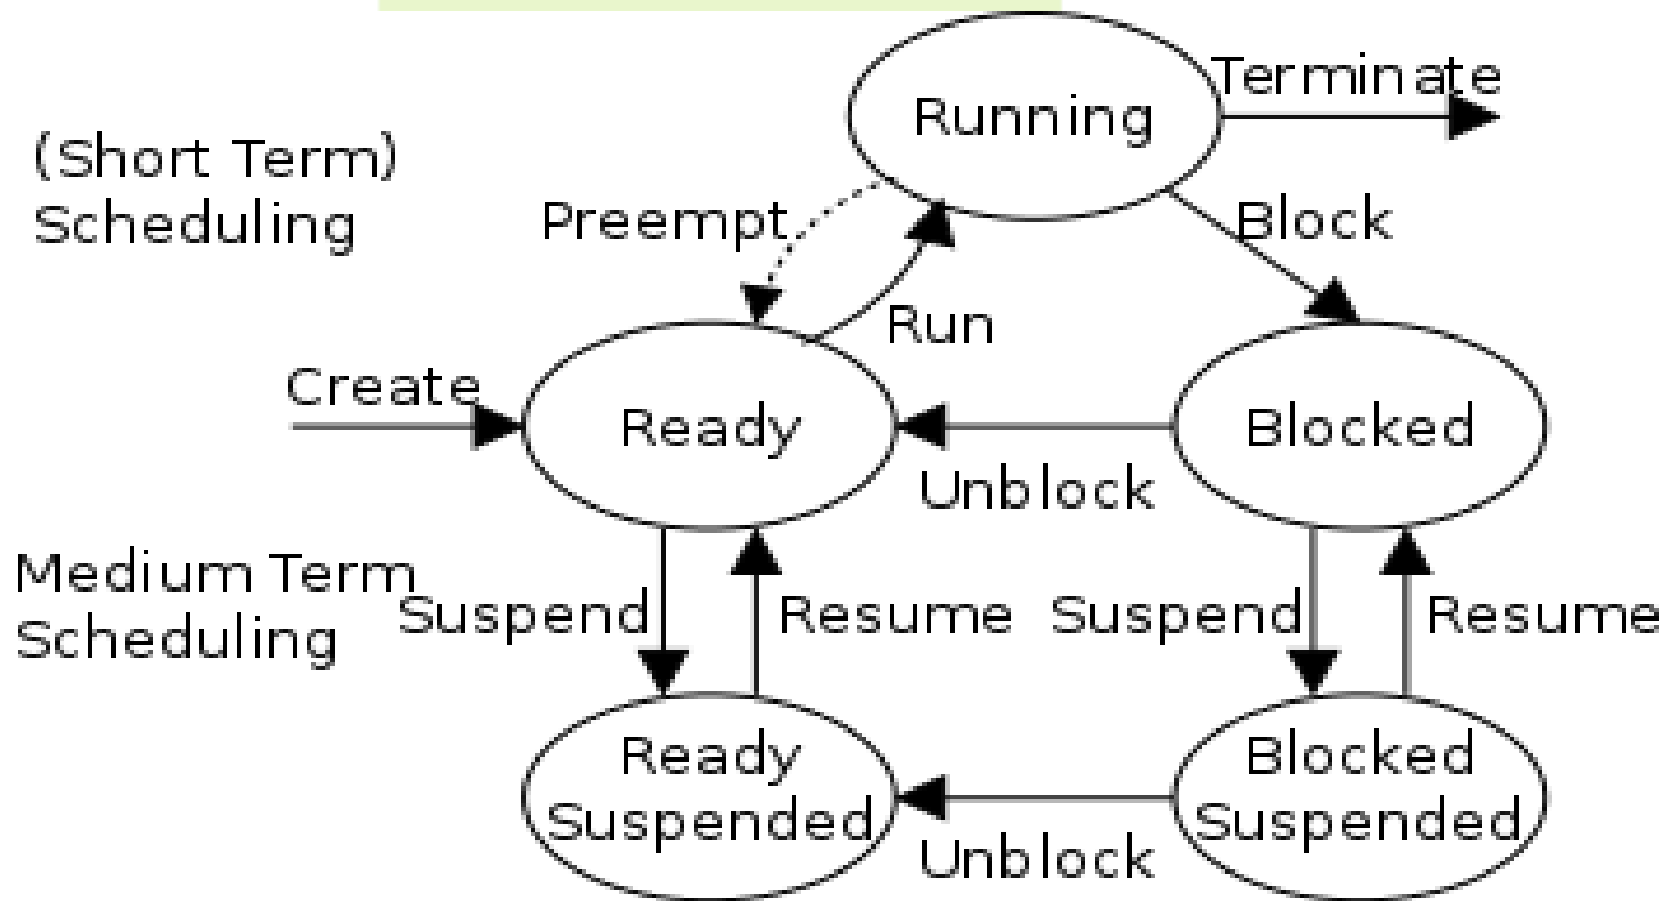 Running
Terminate
(Short Term)
Scheduling
Preempt
Block
Run
Create
Ready
Blocked
Unblock
Medium Term
Scheduling
Suspend
Resume
Suspend
Resume
Ready
Suspended
Blocked
Suspended
Unblock